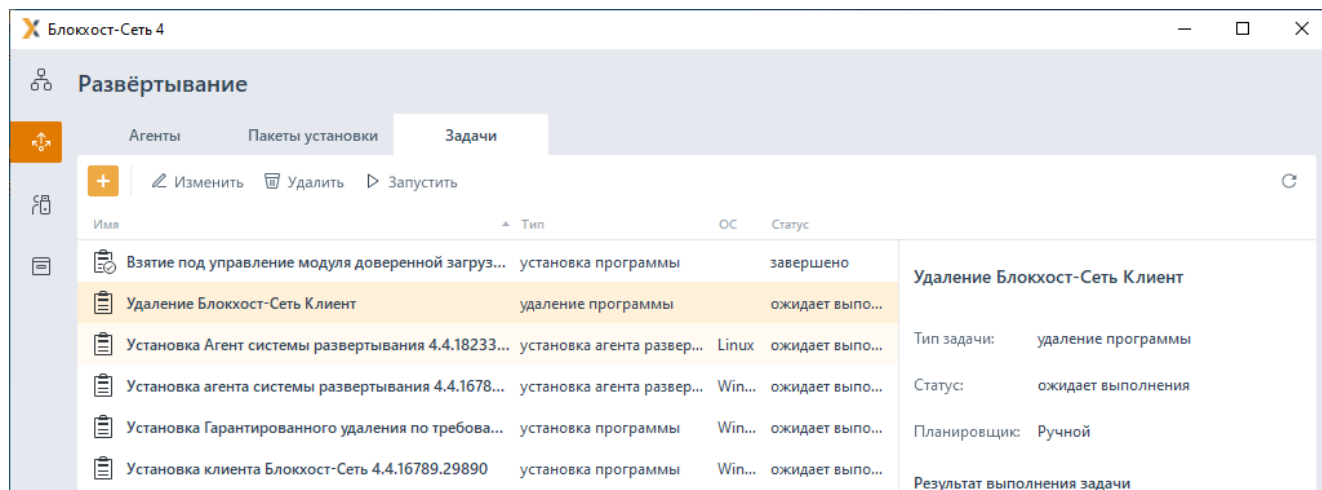 Блокхост-Сеть 4
Развёртывание
Агенты Пакеты установки Задачи
Изменить Удалить Запустить
Имя Тип ОС Статус
Взятие под управление модуля доверенной загруз... установка программы завершено
Удаление Блокхост-Сеть Клиент
Удаление Блокхост-Сеть Клиент удаление программы ожидает выпо...
Установка Агент системы развертывания 4.4.18233... установка агента развер... Linux ожидает выпо...
Тип задачи: удаление программы
Установка агента системы развертывания 4.4.1678... установка агента развер... Win... ожидает выпо...
Статус: ожидает выполнения
Установка Гарантированного удаления по требова... установка программы Win... ожидает выпо...
Планировщик: Ручной
Установка клиента Блокхост-Сеть 4.4.16789.29890 установка программы Win... ожидает выпо...
Результат выполнения задачи